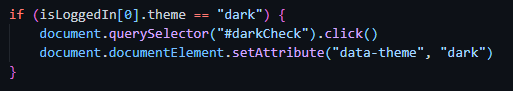 if (isLoggedIn[0].theme == "dark") {
    document.querySelector("#darkCheck").click()
    document.documentElement.setAttribute("data-theme", "dark")
}